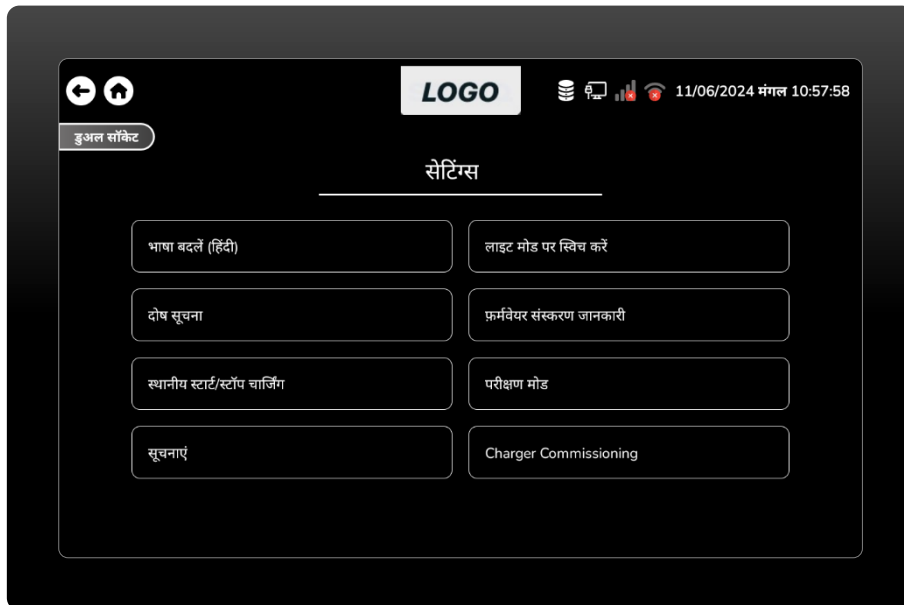 LOGO
11/06/2024 मंगल 10:57:58
डुअल सॉकेट
सेटिंग्स
भाषा बदलें (हिंदी)
लाइट मोड पर स्विच करें
दोष सूचना
फ़र्मवेयर संस्करण जानकारी
स्थानीय स्टार्ट/स्टॉप चार्जिंग
परीक्षण मोड
सूचनाएं
Charger Commissioning